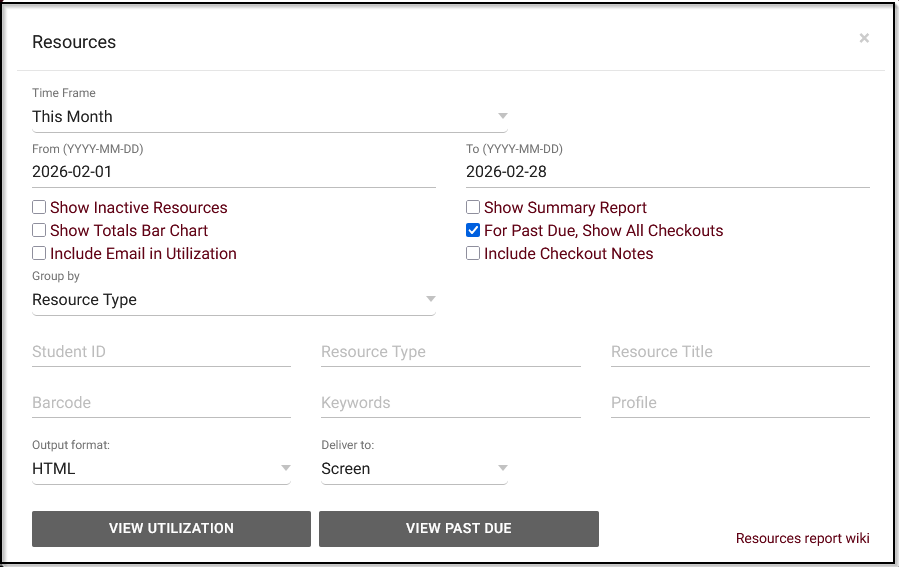 Resources ×
Time Frame
This Month
From (YYYY-MM-DD) To (YYYY-MM-DD)
2026-02-01 2026-02-28
Show Inactive Resources Show Summary Report
Show Totals Bar Chart For Past Due, Show All Checkouts
Include Email in Utilization Include Checkout Notes
Group by
Resource Type
Student ID Resource Type Resource Title
Barcode Keywords Profile
Output format: Deliver to:
HTML Screen
VIEW UTILIZATION VIEW PAST DUE
Resources report wiki